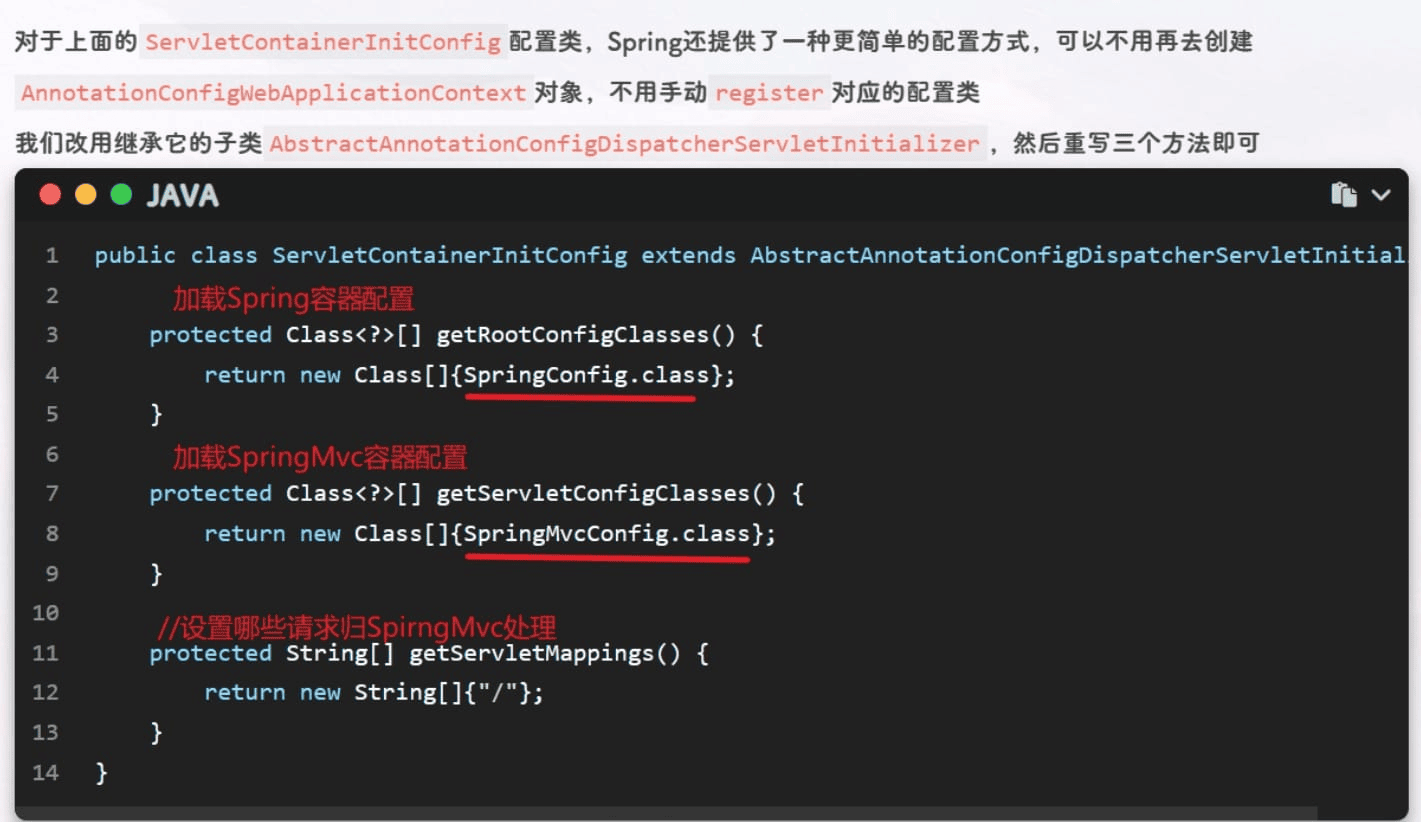 对于上面的 ServletContainerInitConfig 配置类，Spring还提供了一种更简单的配置方式，可以不用再去创建
AnnotationConfigWebApplicationContext 对象，不用手动 register 对应的配置类
我们改用继承它的子类 AbstractAnnotationConfigDispatcherServletInitializer ，然后重写三个方法即可
JAVA
1 public class ServletContainerInitConfig extends AbstractAnnotationConfigDispatcherServletInitial
2 加载Spring容器配置
3 protected Class<?>[] getRootConfigClasses() {
4 return new Class[]{SpringConfig.class};
5 }
6 加载SpringMvc容器配置
7 protected Class<?>[] getServletConfigClasses() {
8 return new Class[]{SpringMvcConfig.class};
9 }
10 //设置哪些请求归SpirngMvc处理
11 protected String[] getServletMappings() {
12 return new String[]{"/"};
13 }
14 }